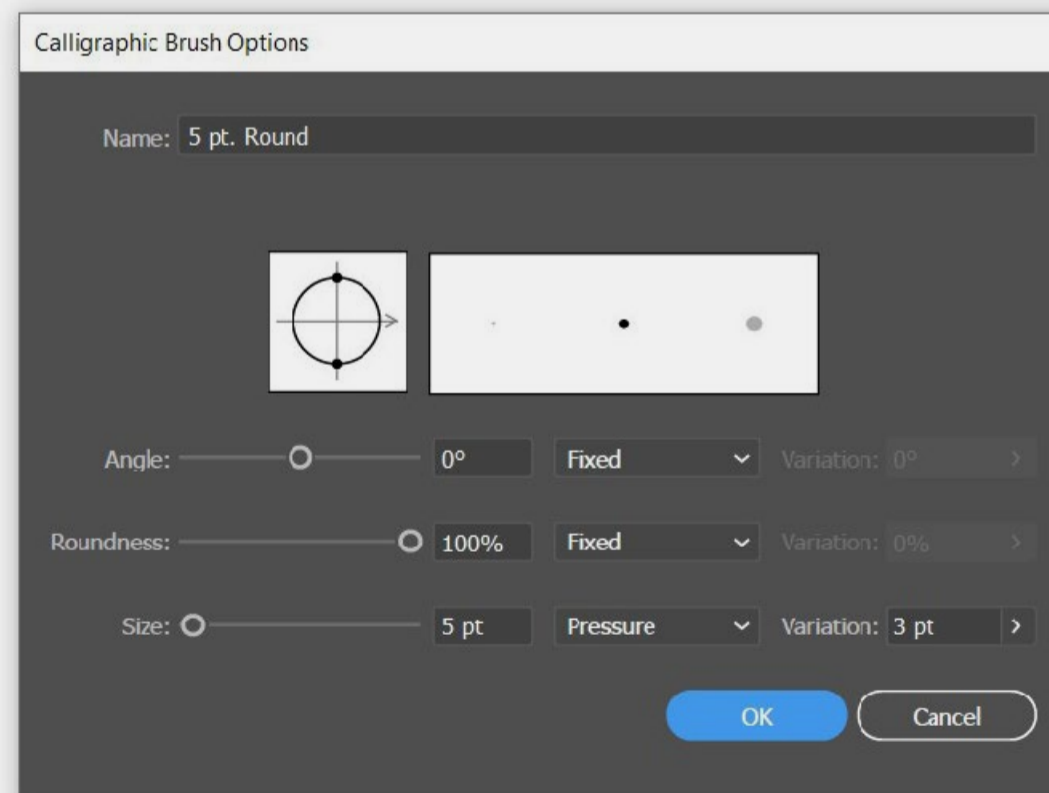 Calligraphic Brush Options
Name: 5 pt. Round
Angle: 0° Fixed Variation: 0°
Roundness: 100% Fixed Variation: 0%
Size: 5 pt Pressure Variation: 3 pt
OK Cancel